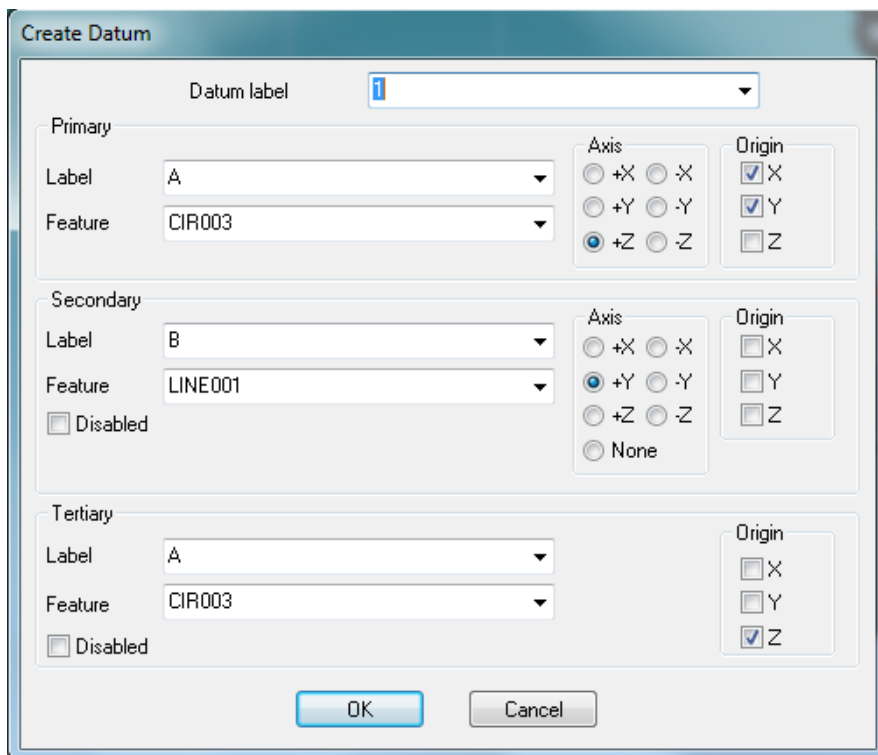 Create Datum
Datum label 1
Primary
Axis Origin
Label A +X -X X
+Y -Y Y
Feature CIR003
+Z -Z Z
Secondary
Axis Origin
Label B +X -X X
Feature LINE001 +Y -Y Y
Disabled +Z -Z Z
None
Tertiary
Origin
Label A
X
Feature CIR003 Y
Disabled Z
OK Cancel